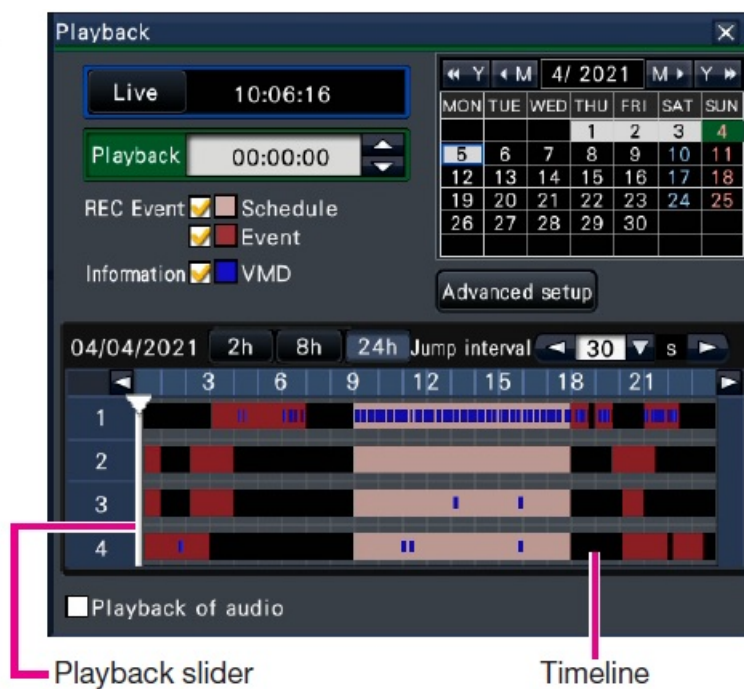 Playback
Live 10:06:16
Playback 00:00:00
REC Event Schedule
Event
Information VMD
Y M 4/ 2021 M Y
MON TUE WED THU FRI SAT SUN
1 2 3 4
5 6 7 8 9 10 11
12 13 14 15 16 17 18
19 20 21 22 23 24 25
26 27 28 29 30
Advanced setup
04/04/2021 2h 8h 24h Jump interval 30 s
3 6 9 12 15 18 21
1
2
3
4
Playback of audio
Playback slider
Timeline